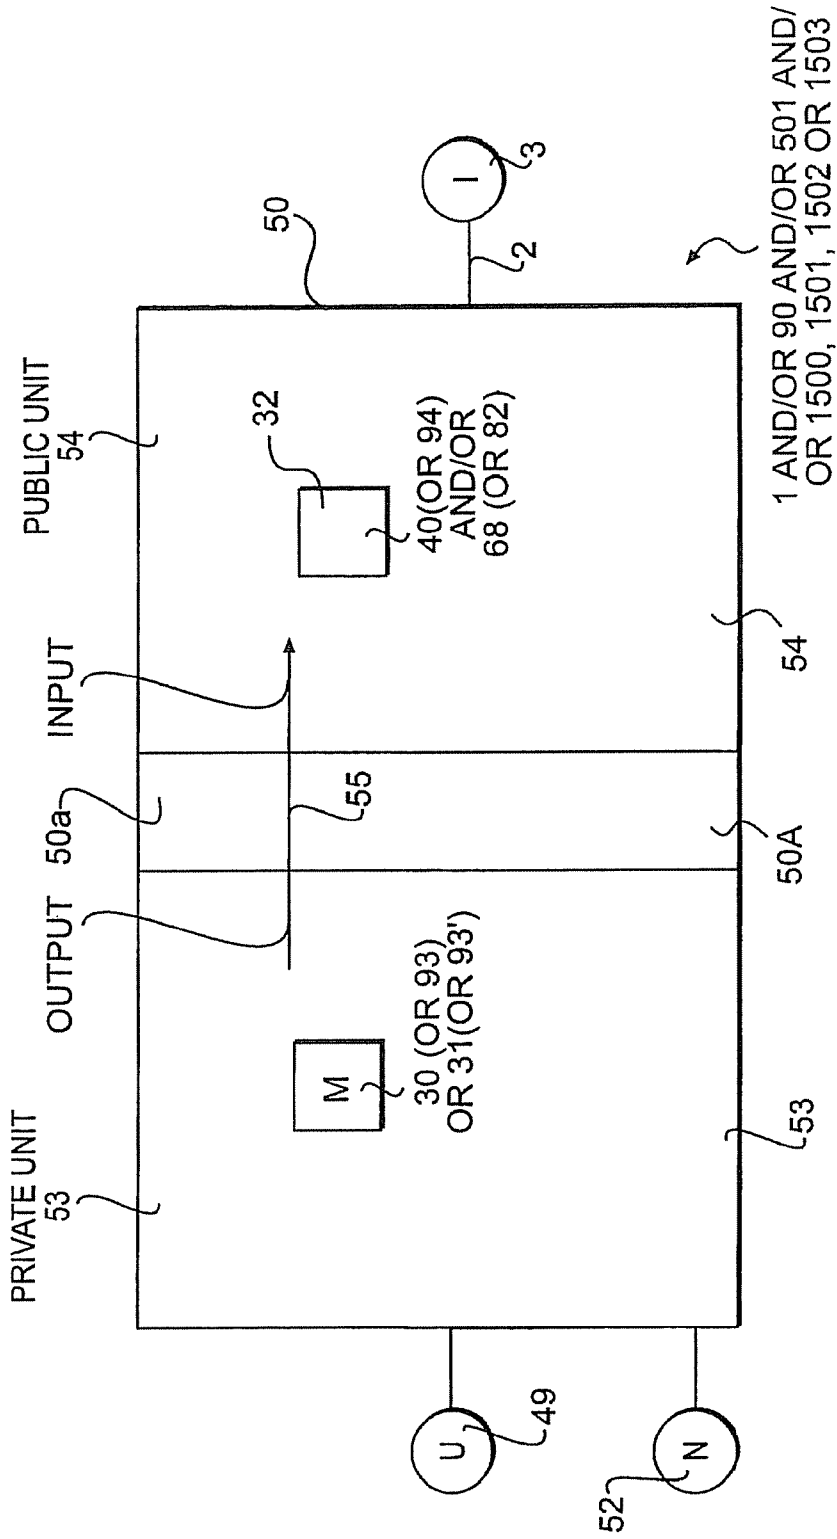 PRIVATE UNIT
53
OUTPUT
50a
INPUT
PUBLIC UNIT
54
50
32
M
30 (OR 93)
OR 31(OR 93')
55
40(OR 94)
AND/OR
68 (OR 82)
U
49
2
I
3
52
N
53
50A
54
1 AND/OR 90 AND/OR 501 AND/
OR 1500, 1501, 1502 OR 1503